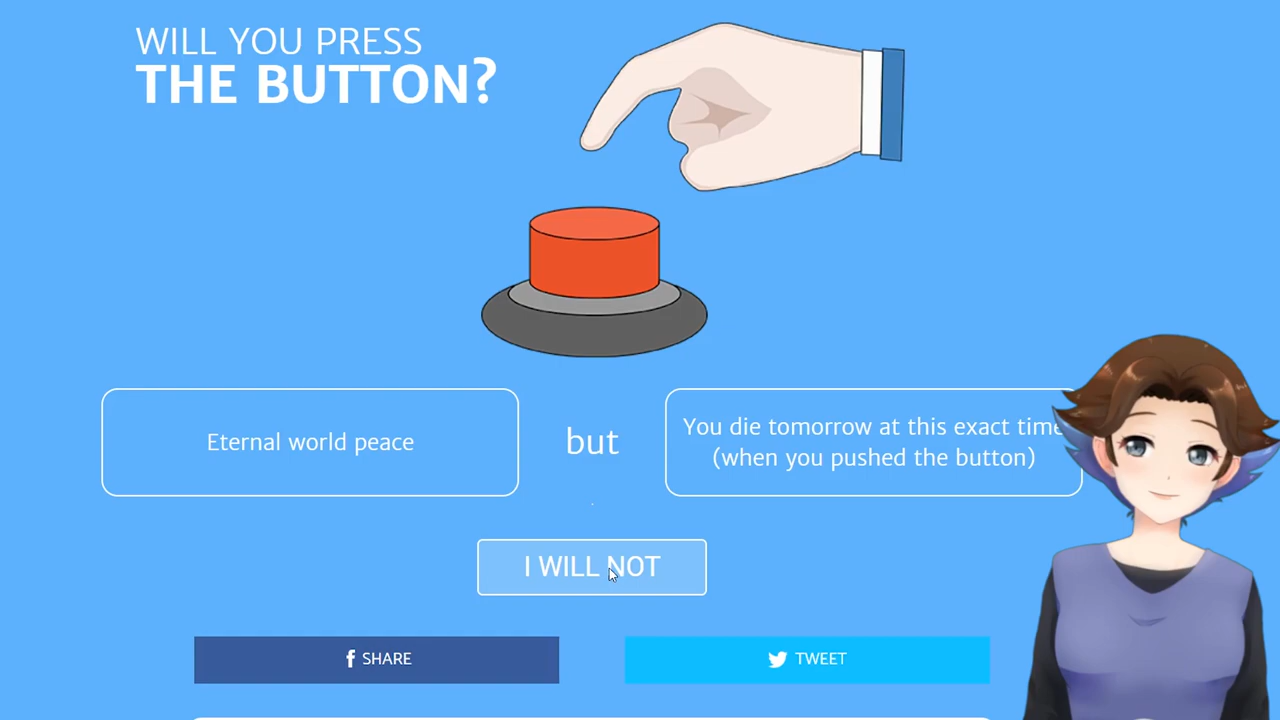 WILL YOU PRESS
THE BUTTON?
Eternal world peace
but
You die tomorrow at this exact time
(when you pushed the button)
I WILL NOT
SHARE
TWEET